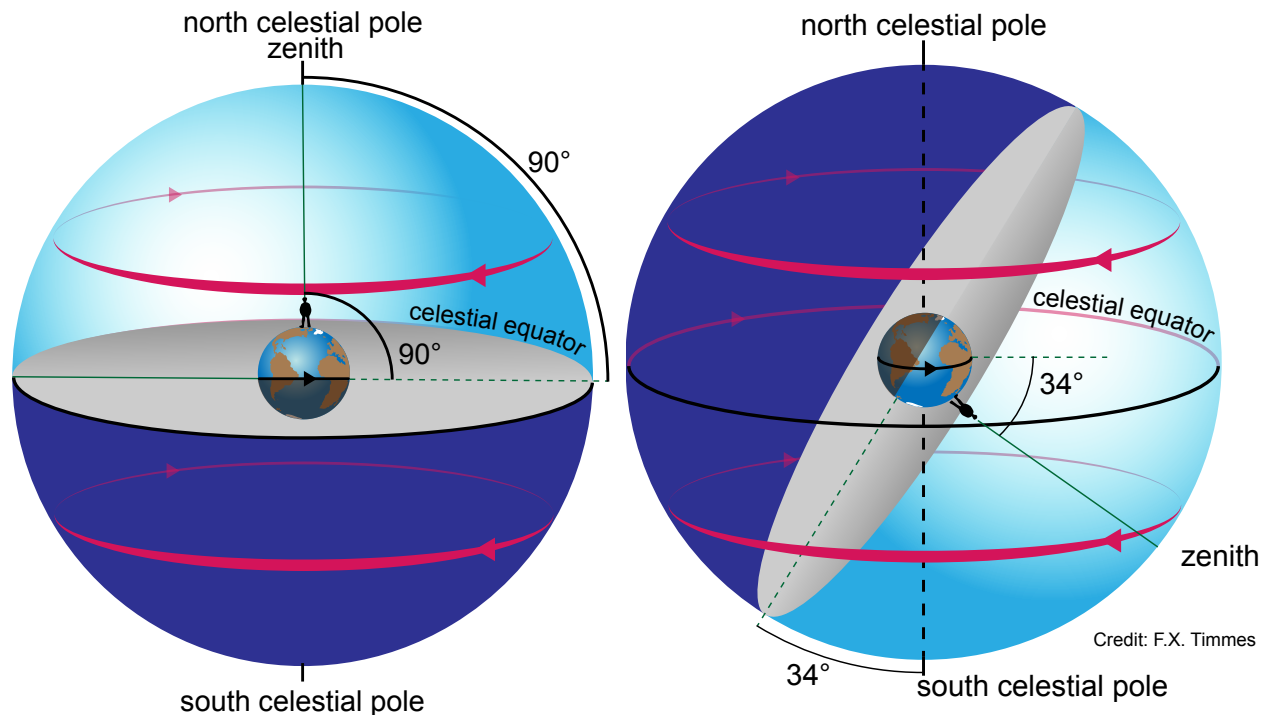 north celestial pole
zenith
90°
celestial equator
90°
south celestial pole
north celestial pole
celestial equator
34°
zenith
Credit: F.X. Timmes
34°
south celestial pole